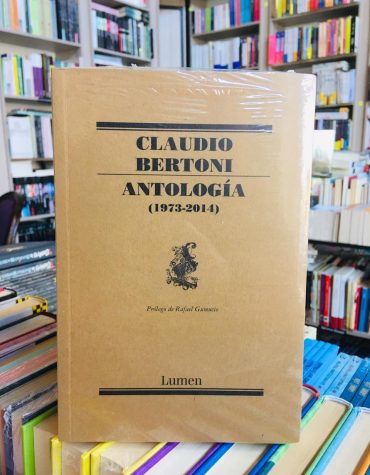 CLAUDIO
BERTONI
ANTOLOGÍA
(1973-2014)
Prólogo de Rafael Gumucio
Lumen